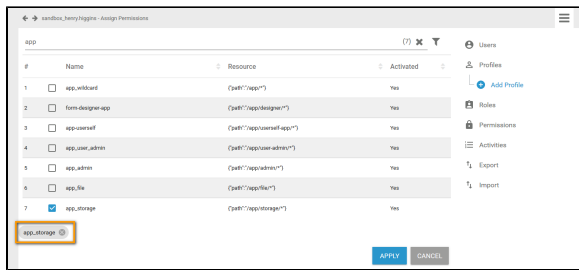 sandbox_henry.higgins - Assign Permissions
app (7)
Users
# Name Resource Activated
Profiles
1 app_wildcard {"path":"/app/*"} Yes
Add Profile
2 form-designer-app {"path":"/app/designer/*"} Yes
Roles
3 app-userself {"path":"/app/userself-app/*"} Yes
Permissions
4 app_user_admin {"path":"/app/user-admin/*"} Yes
Activities
5 app_admin {"path":"/app/admin/*"} Yes
Export
6 app_file {"path":"/app/file/*"} Yes
Import
7 app_storage {"path":"/app/storage/*"} Yes
app_storage
APPLY CANCEL